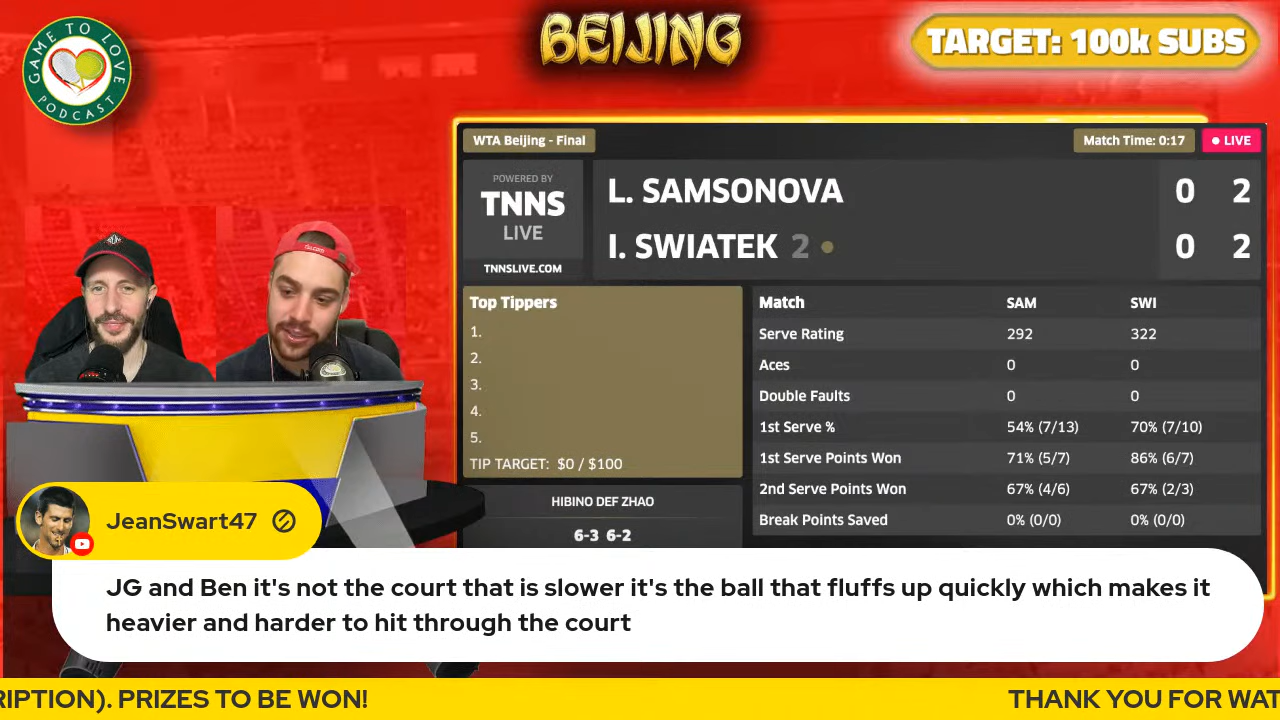 GAME TO LOVE
PODCAST
BEIJING
TARGET: 100k SUBS
WTA Beijing - Final
Match Time: 0:17
LIVE
POWERED BY
TNNS
LIVE
TNNSLIVE.COM
L. SAMSONOVA 0 2
I. SWIATEK 2 0 2
Top Tippers
1.
2.
3.
4.
5.
TIP TARGET: $0 / $100
HIBINO DEF ZHAO
6-3 6-2
Match SAM SWI
Serve Rating 292 322
Aces 0 0
Double Faults 0 0
1st Serve % 54% (7/13) 70% (7/10)
1st Serve Points Won 71% (5/7) 86% (6/7)
2nd Serve Points Won 67% (4/6) 67% (2/3)
Break Points Saved 0% (0/0) 0% (0/0)
JeanSwart47
JG and Ben it's not the court that is slower it's the ball that fluffs up quickly which makes it
heavier and harder to hit through the court
RIPTION). PRIZES TO BE WON! THANK YOU FOR WAT